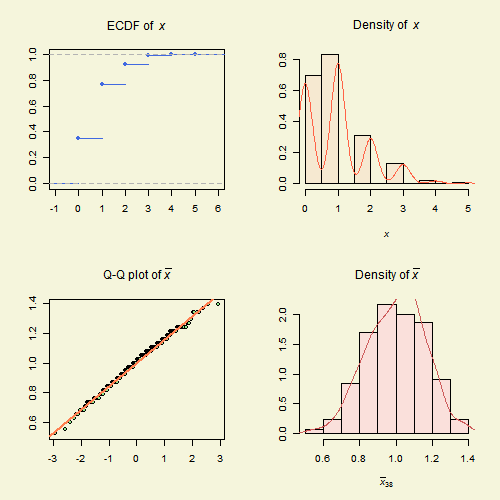 ECDF of x
0.0 0.2 0.4 0.6 0.8 1.0
-1 0 1 2 3 4 5 6
Density of x
0.0 0.2 0.4 0.6 0.8
0 1 2 3 4 5
x
Q-Q plot of x̅
0.6 0.8 1.0 1.2 1.4
-3 -2 -1 0 1 2 3
Density of x̅
0.0 0.5 1.0 1.5 2.0
0.6 0.8 1.0 1.2 1.4
x̅38